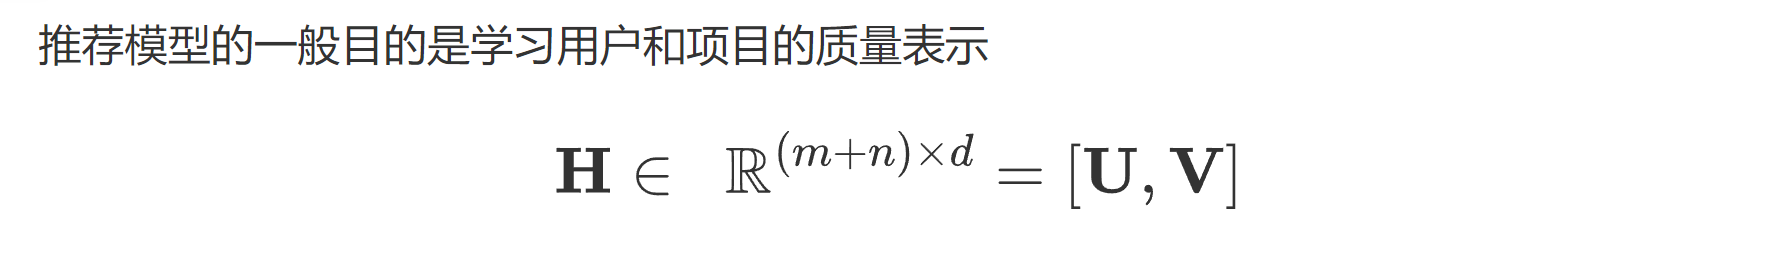 推荐模型的一般目的是学习用户和项目的质量表示
𝐇 ∈ ℝ^{(m+n)×d} = [𝐔, 𝐕]